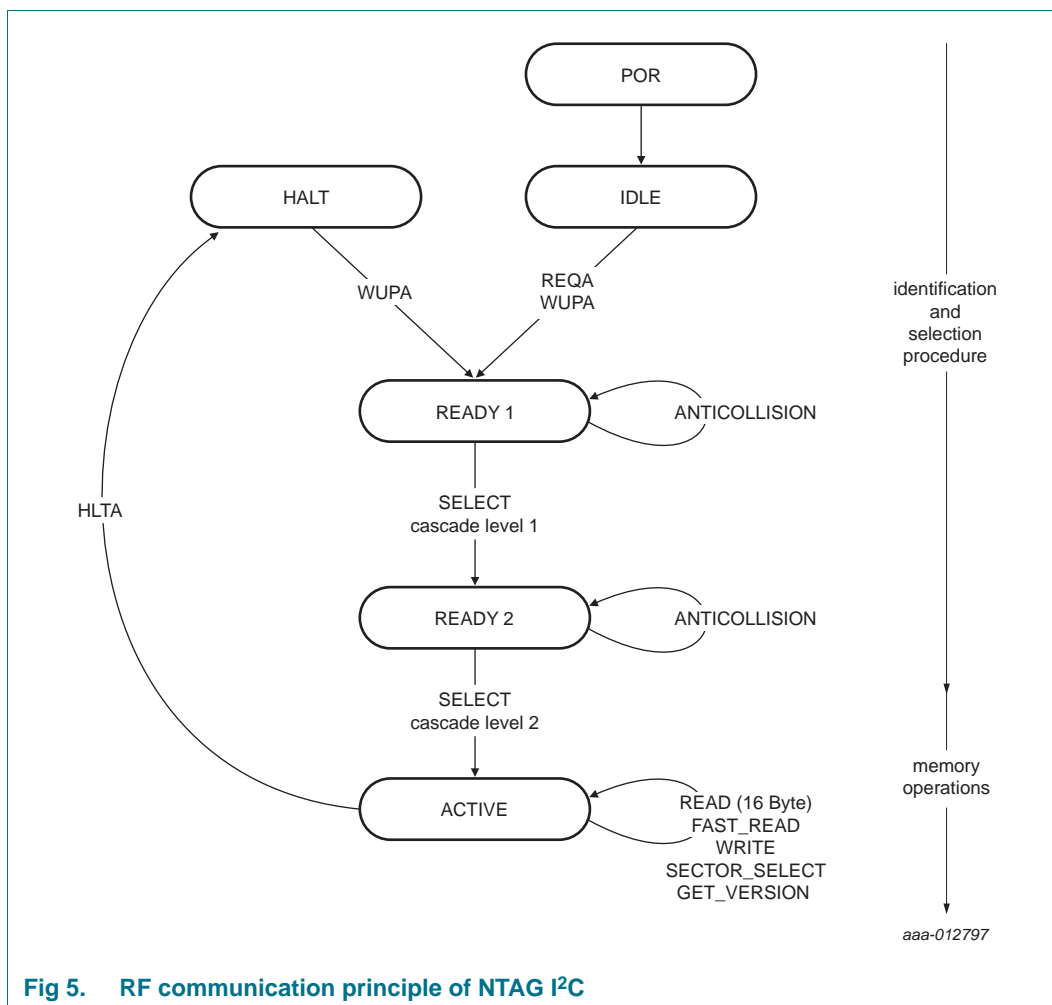 POR
HALT
IDLE
WUPA
REQA
WUPA
identification
and
selection
procedure
READY 1
ANTICOLLISION
SELECT
cascade level 1
HLTA
READY 2
ANTICOLLISION
SELECT
cascade level 2
memory
operations
ACTIVE
READ (16 Byte)
FAST_READ
WRITE
SECTOR_SELECT
GET_VERSION
aaa-012797
Fig 5. RF communication principle of NTAG I²C